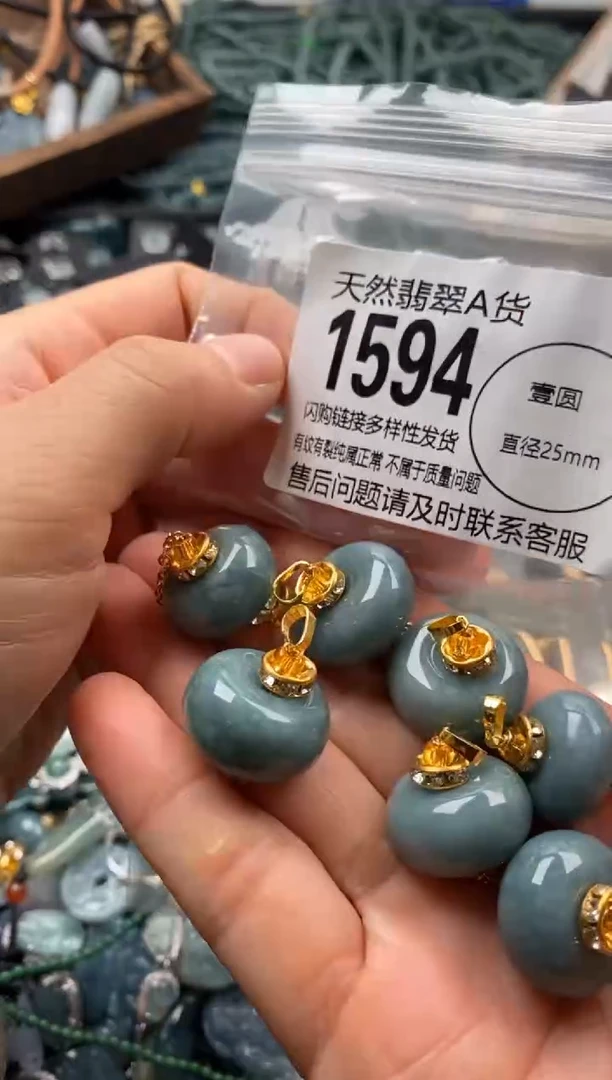 天然翡翠A货
1594
闪购链接多样性发货
有纹有裂纯属正常 不属于质量问题
售后问题请及时联系客服
壹圆
直径25mm